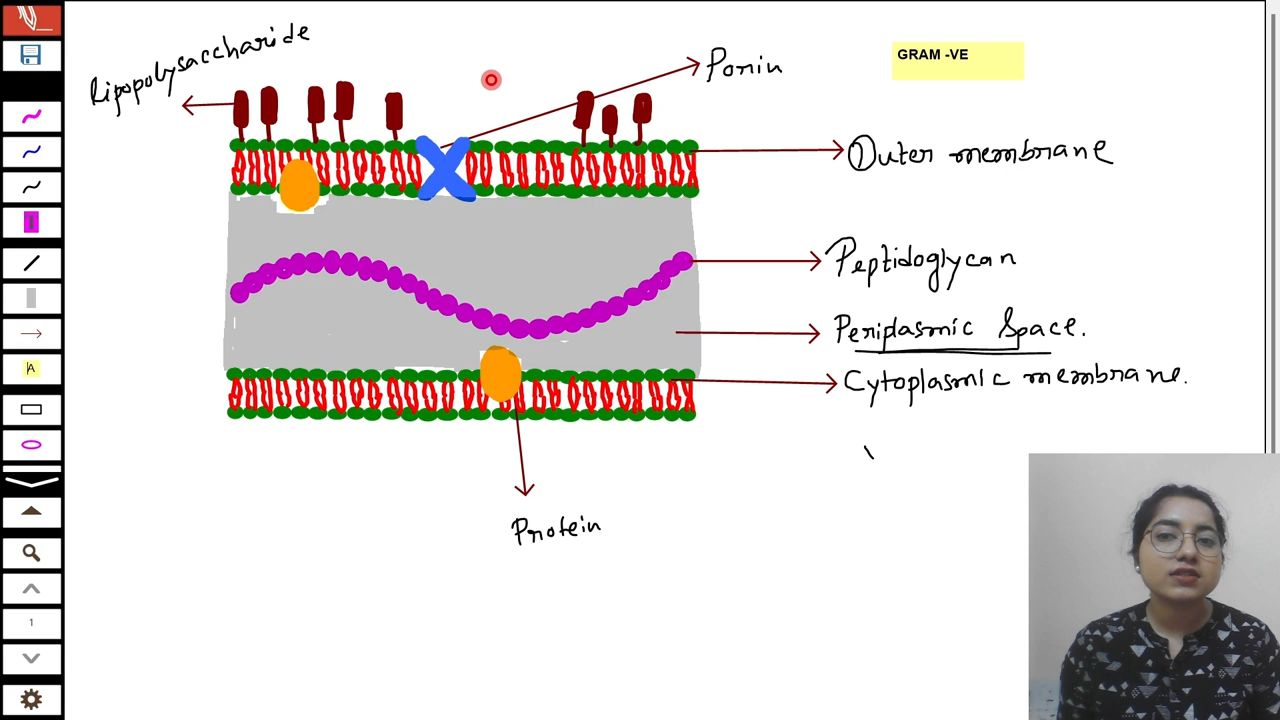 Lipopolysaccharide
Porin
GRAM -VE
Outer membrane
Peptidoglycan
Periplasmic Space.
Cytoplasmic membrane.
Protein
A
1